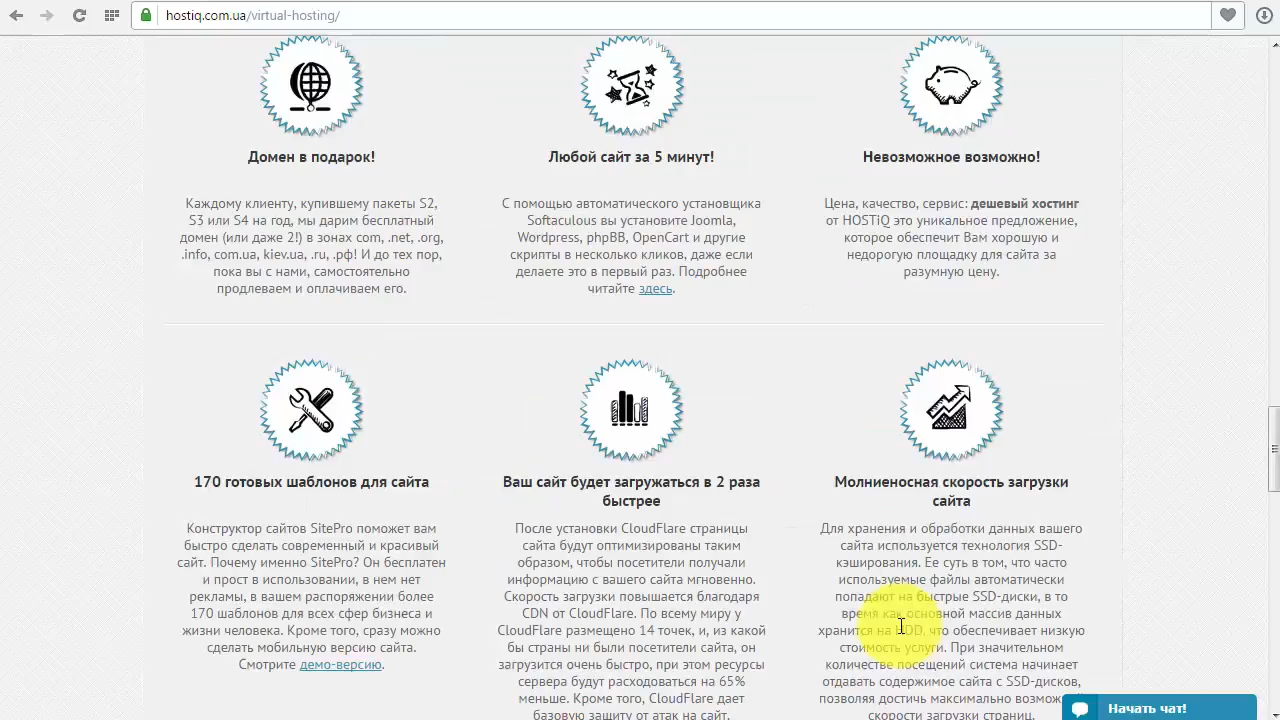 hostiq.com.ua/virtual-hosting/
Домен в подарок!
Каждому клиенту, купившему пакеты S2,
S3 или S4 на год, мы дарим бесплатный
домен (или даже 2!) в зонах com, .net, .org,
.info, com.ua, kiev.ua, .ru, .рф! И до тех пор,
пока вы с нами, самостоятельно
продлеваем и оплачиваем его.
Любой сайт за 5 минут!
С помощью автоматического установщика
Softaculous вы установите Joomla,
Wordpress, phpBB, OpenCart и другие
скрипты в несколько кликов, даже если
делаете это в первый раз. Подробнее
читайте здесь.
Невозможное возможно!
Цена, качество, сервис: дешевый хостинг
от HOSTiQ это уникальное предложение,
которое обеспечит Вам хорошую и
недорогую площадку для сайта за
разумную цену.
170 готовых шаблонов для сайта
Конструктор сайтов SitePro поможет вам
быстро сделать современный и красивый
сайт. Почему именно SitePro? Он бесплатен
и прост в использовании, в нем нет
рекламы, в вашем распоряжении более
170 шаблонов для всех сфер бизнеса и
жизни человека. Кроме того, сразу можно
сделать мобильную версию сайта.
Смотрите демо-версию.
Ваш сайт будет загружаться в 2 раза
быстрее
После установки CloudFlare страницы
сайта будут оптимизированы таким
образом, чтобы посетители получали
информацию с вашего сайта мгновенно.
Скорость загрузки повышается благодаря
CDN от CloudFlare. По всему миру у
CloudFlare размещено 14 точек, и, из какой
бы страны ни были посетители сайта, он
загрузится очень быстро, при этом ресурсы
сервера будут расходоваться на 65%
меньше. Кроме того, CloudFlare дает
базовую защиту от атак на сайт.
Молниеносная скорость загрузки
сайта
Для хранения и обработки данных вашего
сайта используется технология SSD-
кэширования. Ее суть в том, что часто
используемые файлы автоматически
попадают на быстрые SSD-диски, в то
время как основной массив данных
хранится на HDD, что обеспечивает низкую
стоимость услуги. При значительном
количестве посещений система начинает
отдавать содержимое сайта с SSD-дисков,
позволяя достичь максимально
скорости загрузки страниц.
Начать чат!